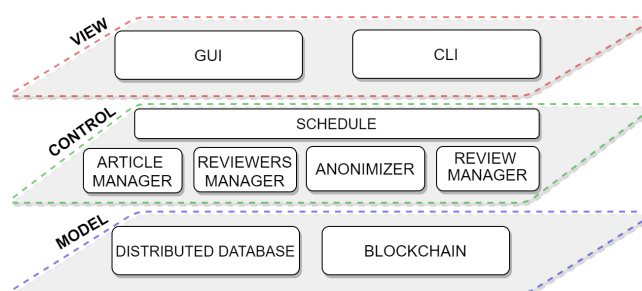 VIEW
GUI
CLI
CONTROL
SCHEDULE
ARTICLE
MANAGER
REVIEWERS
MANAGER
ANONIMIZER
REVIEW
MANAGER
MODEL
DISTRIBUTED DATABASE
BLOCKCHAIN